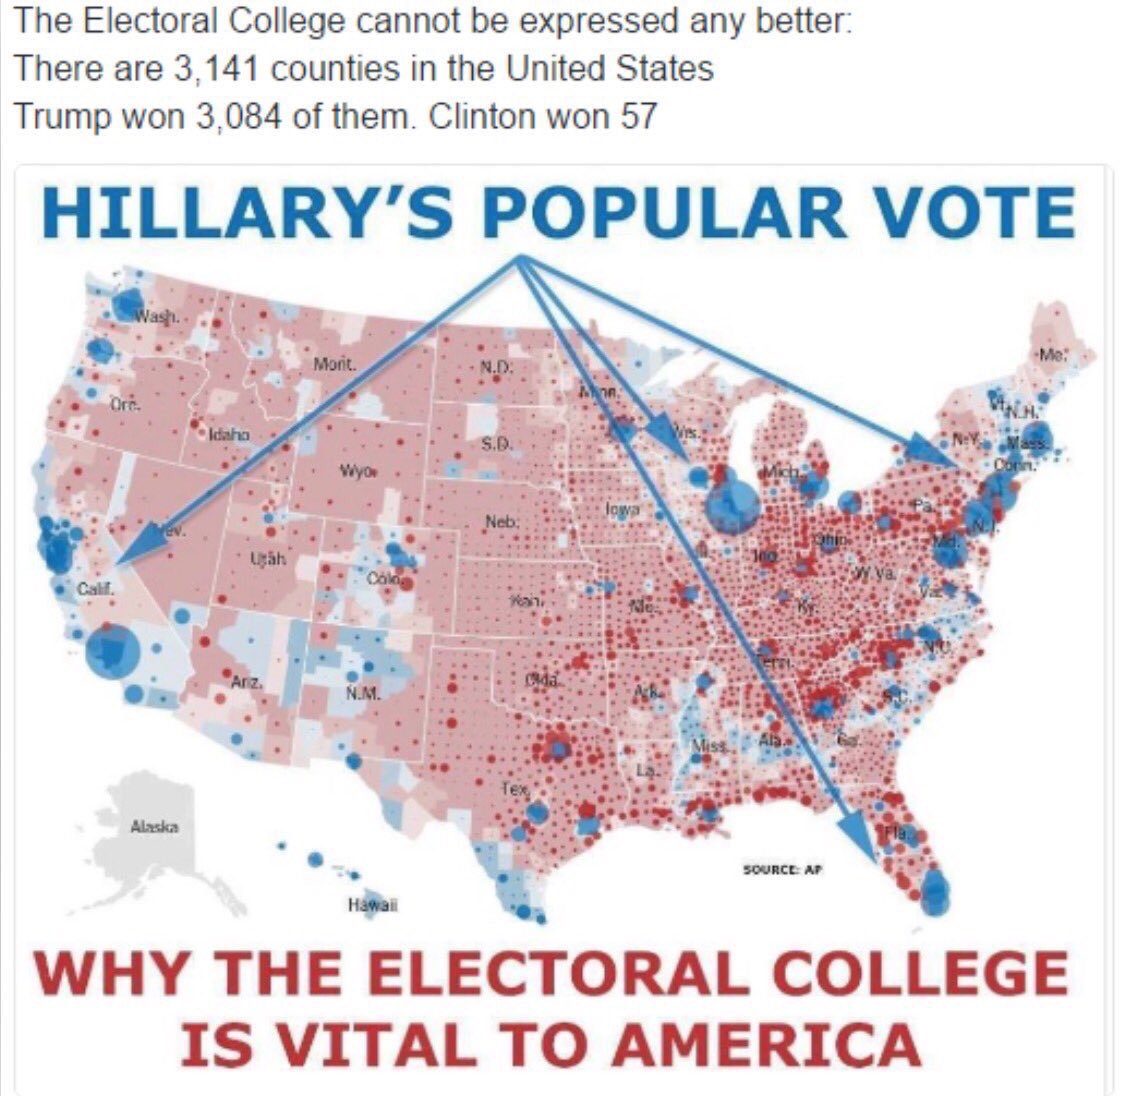 The Electoral College cannot be expressed any better:
There are 3,141 counties in the United States
Trump won 3,084 of them. Clinton won 57
HILLARY'S POPULAR VOTE
Wash.
Mont.
N.D.
Minn.
Me.
Ore.
Idaho
S.D.
Wis.
Vt.
N.H.
N.Y.
Mass.
Wyo.
Mich.
Conn.
Nev.
Neb.
Iowa
Pa.
N.J.
Utah
Colo.
Ind.
Ohio
Md.
Calif.
Kan.
Mo.
W.Va.
Va.
Ky.
Ariz.
N.M.
Okla.
Ark.
Tenn.
N.C.
S.C.
Miss.
Ala.
Ga.
La.
Tex.
Alaska
Fla.
SOURCE: AP
Hawaii
WHY THE ELECTORAL COLLEGE
IS VITAL TO AMERICA